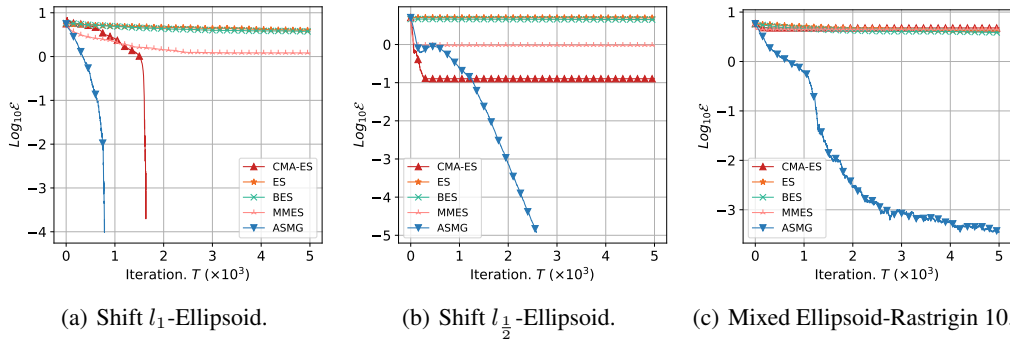 1
0
−1
−2
−3
−4
Log₁₀ℰ
0 1 2 3 4 5
Iteration. T (×10³)
CMA-ES
ES
BES
MMES
ASMG
(a) Shift l₁-Ellipsoid.
0
−1
−2
−3
−4
−5
Log₁₀ℰ
0 1 2 3 4 5
Iteration. T (×10³)
CMA-ES
ES
BES
MMES
ASMG
(b) Shift l_{1/2}-Ellipsoid.
1
0
−1
−2
−3
Log₁₀ℰ
0 1 2 3 4 5
Iteration. T (×10³)
CMA-ES
ES
BES
MMES
ASMG
(c) Mixed Ellipsoid-Rastrigin 10.